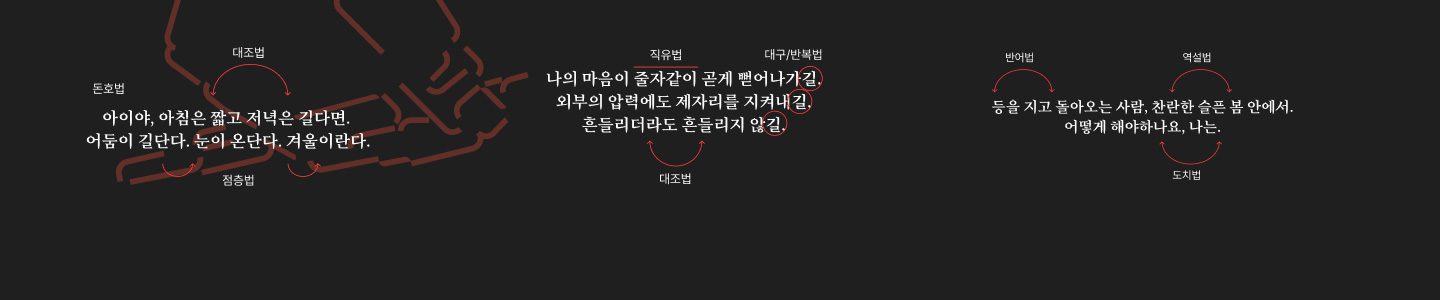 대조법
돈호법
아이야, 아침은 짧고 저녁은 길다면.
어둠이 길단다. 눈이 온단다. 겨울이란다.
점층법
직유법
대구/반복법
나의 마음이 줄자같이 곧게 뻗어나가길.
외부의 압력에도 제자리를 지켜내길.
흔들리더라도 흔들리지 않길.
대조법
반어법
역설법
등을 지고 돌아오는 사람, 찬란한 슬픈 봄 안에서.
어떻게 해야하나요, 나는.
도치법